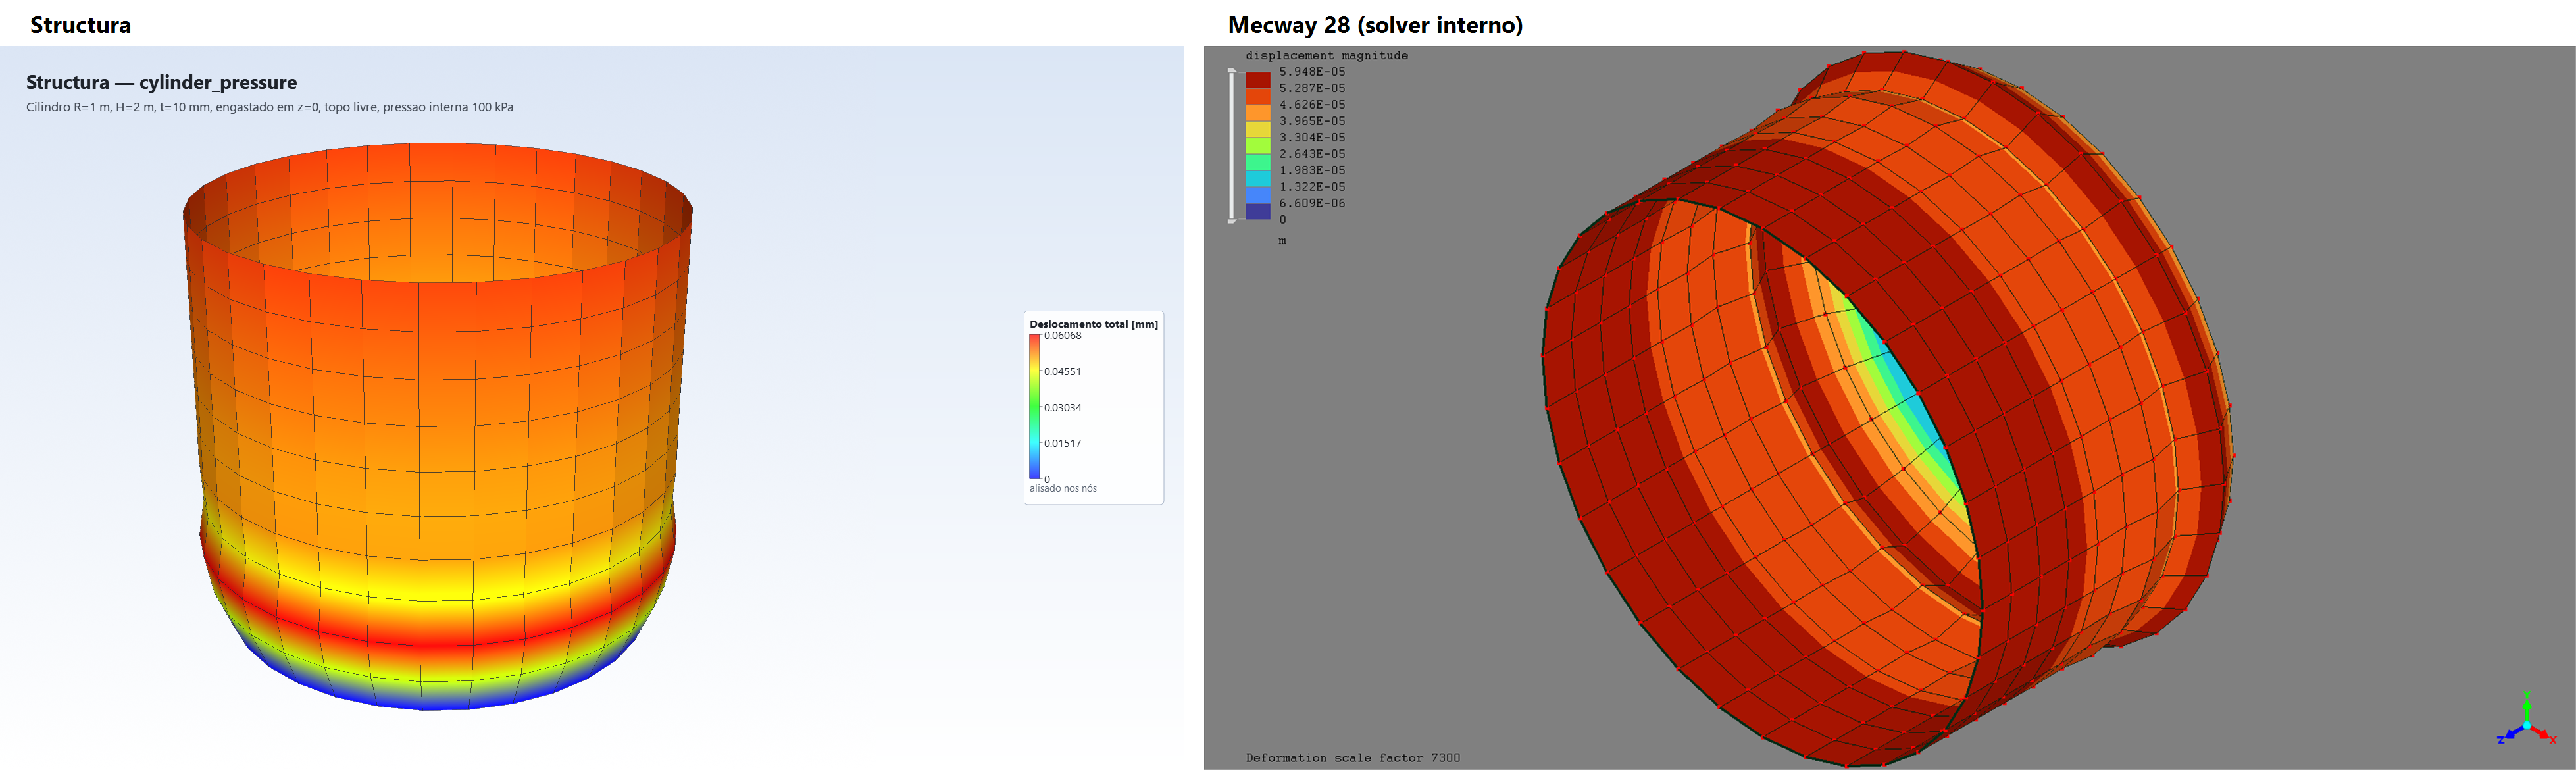 Structura
Structura — cylinder_pressure
Cilindro R=1 m, H=2 m, t=10 mm, engastado em z=0, topo livre, pressao interna 100 kPa
Deslocamento total [mm]
0.06068
0.04551
0.03034
0.01517
0
alisado nos nós
Mecway 28 (solver interno)
displacement magnitude
5.948E-05
5.287E-05
4.626E-05
3.965E-05
3.304E-05
2.643E-05
1.983E-05
1.322E-05
6.609E-06
0
m
Deformation scale factor 7300
Y
Z
X